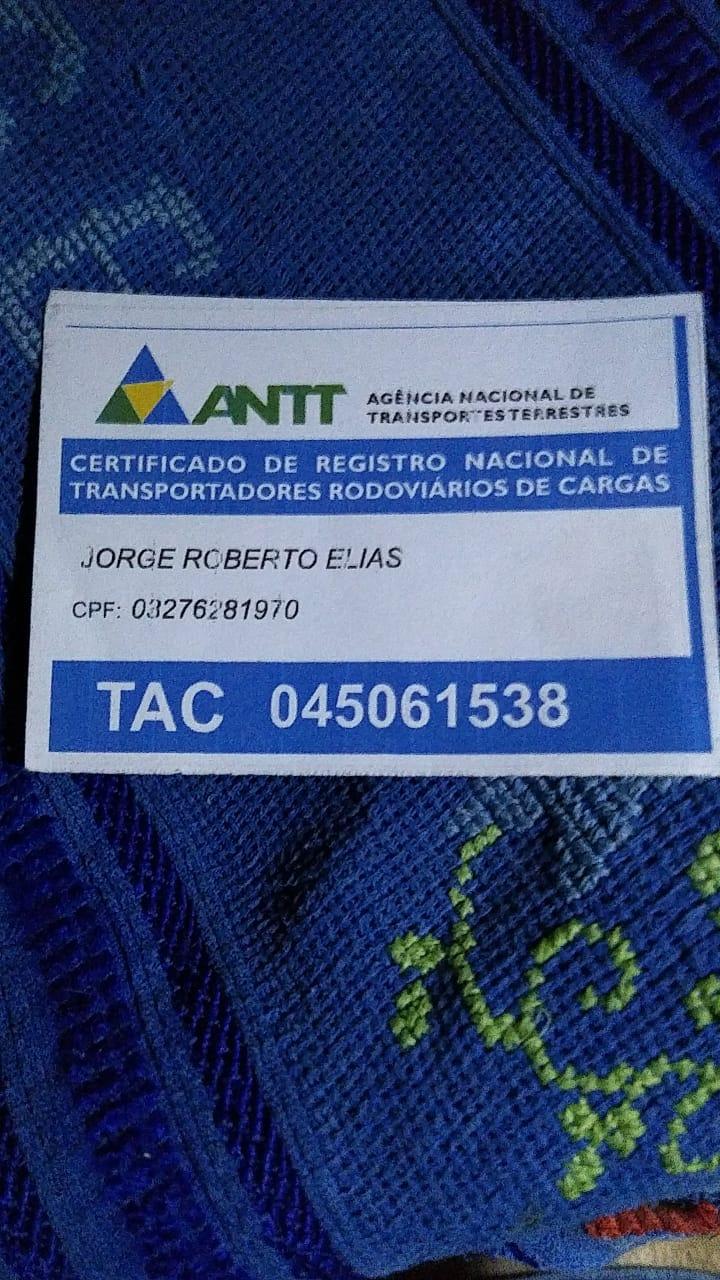 ANTT
AGÊNCIA NACIONAL DE
TRANSPORTES TERRESTRES
CERTIFICADO DE REGISTRO NACIONAL DE
TRANSPORTADORES RODOVIÁRIOS DE CARGAS
JORGE ROBERTO ELIAS
CPF: 03276281970
TAC 045061538